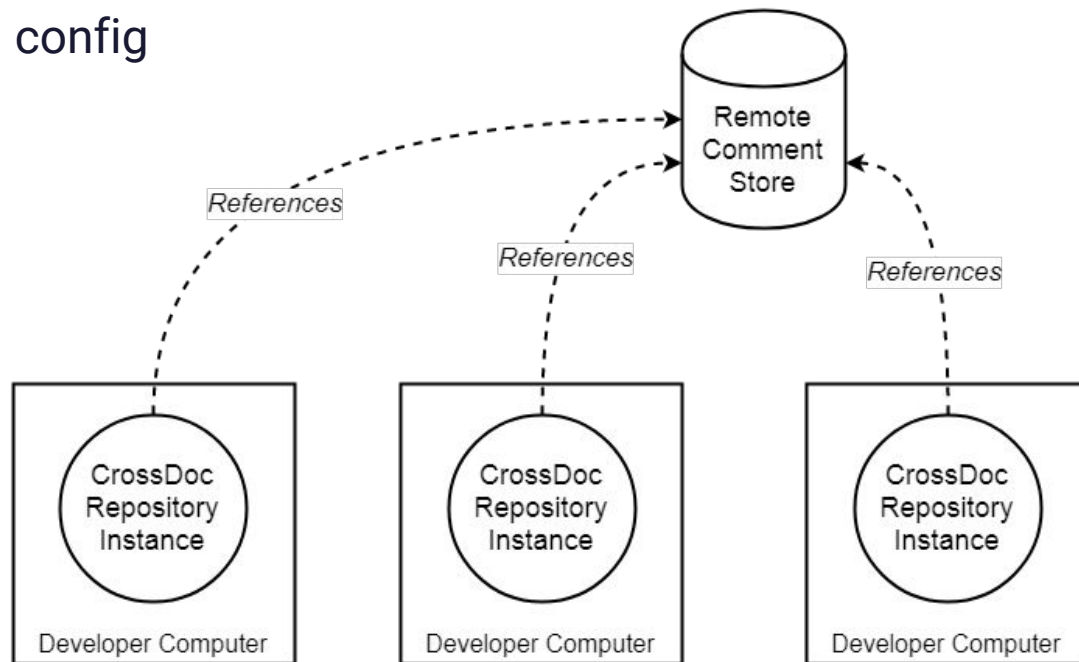 config
Remote
Comment
Store
References
References
References
CrossDoc
Repository
Instance
Developer Computer
CrossDoc
Repository
Instance
Developer Computer
CrossDoc
Repository
Instance
Developer Computer